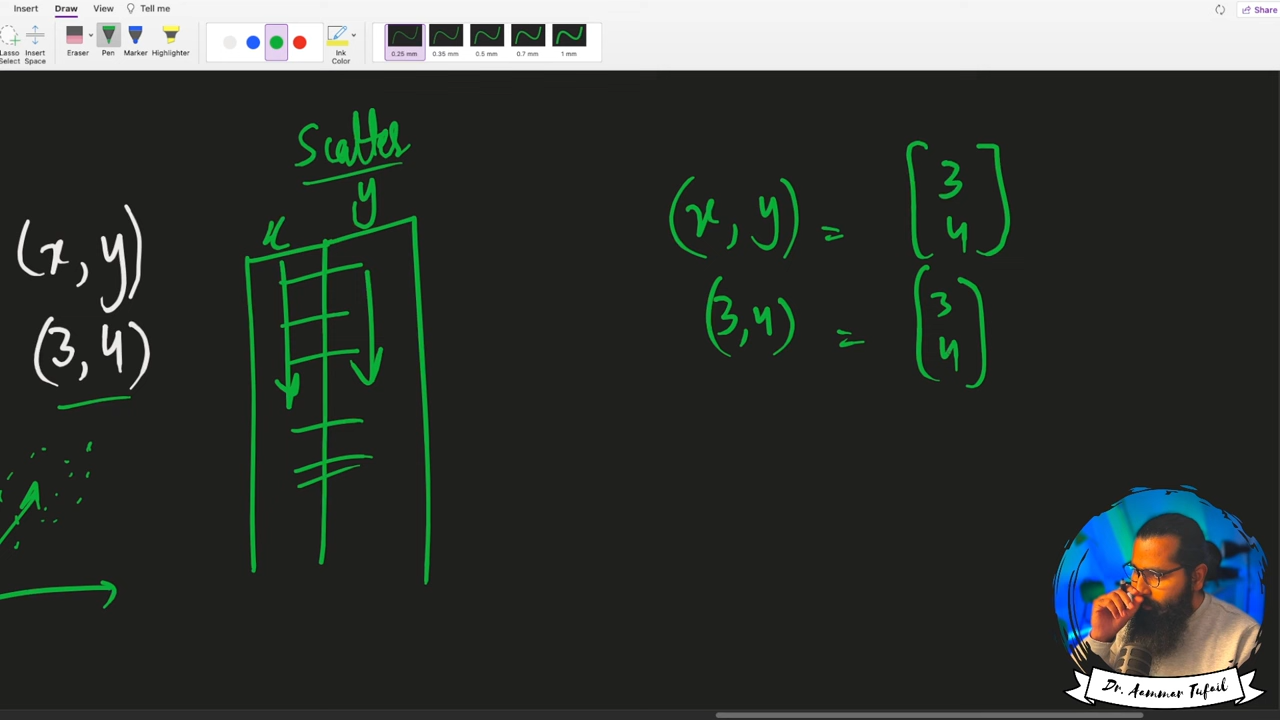 Insert Draw View Tell me
Share
Lasso Select
Insert Space
Eraser
Pen
Marker
Highlighter
Ink Color
0.25 mm
0.35 mm
0.5 mm
0.7 mm
1 mm
(x, y)
(3, 4)
Scatter
x y
(x, y) = [3
4]
(3, 4) = [3
4]
Dr. Aammar Tufail